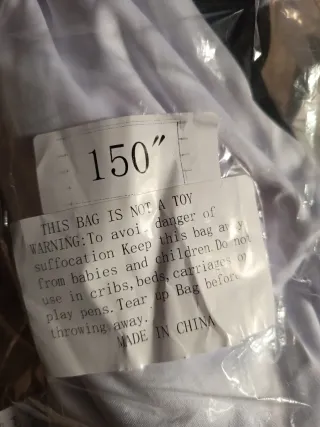 150″
THIS BAG IS NOT A TOY
WARNING:To avoid danger of
suffocation Keep this bag away
from babies and children.Do not
use in cribs,beds,carriages or
play pens.Tear up Bag before
throwing away.
MADE IN CHINA